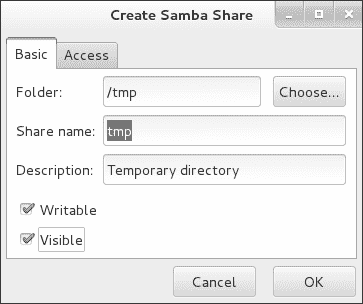 Create Samba Share
Basic Access
Folder: /tmp Choose...
Share name: tmp
Description: Temporary directory
Writable
Visible
Cancel OK